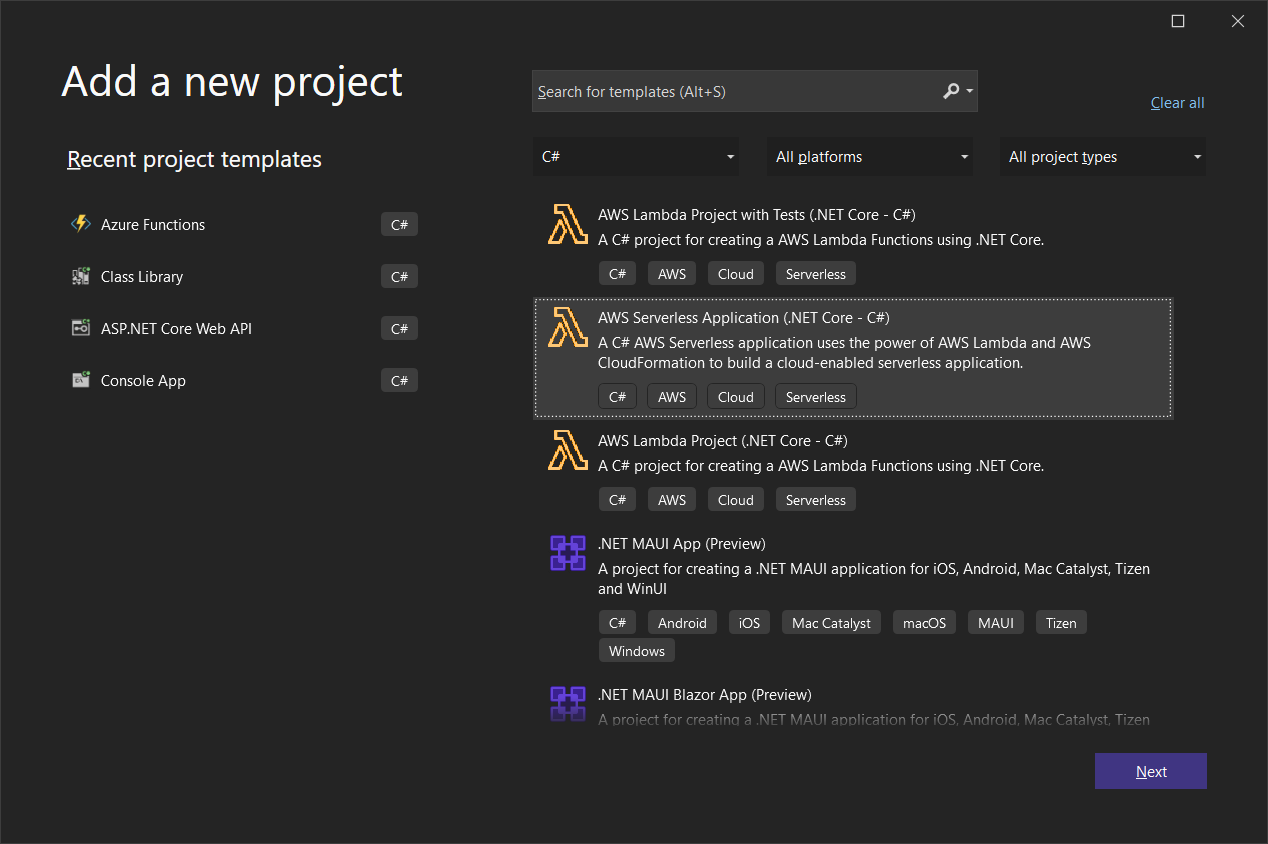 Add a new project
Search for templates (Alt+S)
Clear all
Recent project templates
C#
All platforms
All project types
Azure Functions
C#
Class Library
C#
ASP.NET Core Web API
C#
Console App
C#
AWS Lambda Project with Tests (.NET Core - C#)
A C# project for creating a AWS Lambda Functions using .NET Core.
C# AWS Cloud Serverless
AWS Serverless Application (.NET Core - C#)
A C# AWS Serverless application uses the power of AWS Lambda and AWS
CloudFormation to build a cloud-enabled serverless application.
C# AWS Cloud Serverless
AWS Lambda Project (.NET Core - C#)
A C# project for creating a AWS Lambda Functions using .NET Core.
C# AWS Cloud Serverless
.NET MAUI App (Preview)
A project for creating a .NET MAUI application for iOS, Android, Mac Catalyst, Tizen
and WinUI
C# Android iOS Mac Catalyst macOS MAUI Tizen
Windows
.NET MAUI Blazor App (Preview)
A project for creating a .NET MAUI application for iOS, Android, Mac Catalyst, Tizen
Next